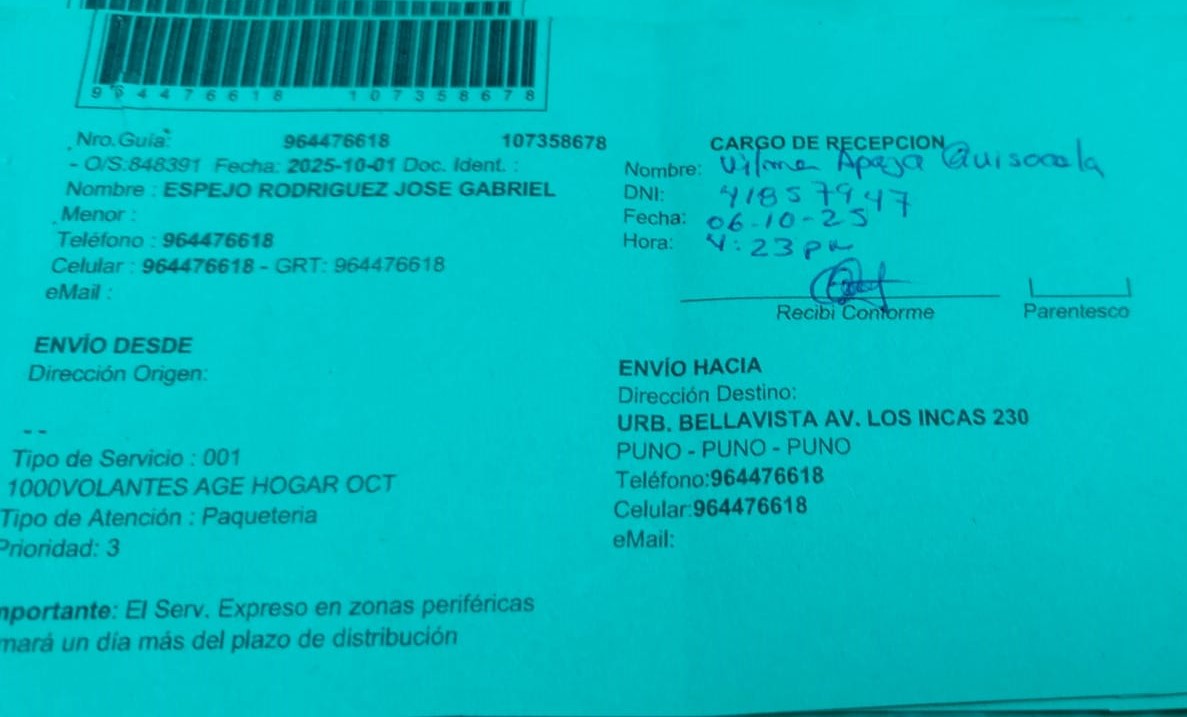 964476618 107358678
Nro. Guía: 964476618 107358678
- O/S:848391 Fecha: 2025-10-01 Doc. Ident. :
Nombre : ESPEJO RODRIGUEZ JOSE GABRIEL
Menor :
Teléfono : 964476618
Celular : 964476618 - GRT: 964476618
eMail :
ENVÍO DESDE
Dirección Origen:
--
Tipo de Servicio : 001
1000VOLANTES AGE HOGAR OCT
Tipo de Atención : Paqueteria
Prioridad: 3
mportante: El Serv. Expreso en zonas periféricas
mará un día más del plazo de distribución
CARGO DE RECEPCION
Nombre: Vilma Apaza
DNI: 41857947
Fecha: 06-10-25
Hora: 4:23 pm
Recibi Conforme
Parentesco
ENVÍO HACIA
Dirección Destino:
URB. BELLAVISTA AV. LOS INCAS 230
PUNO - PUNO - PUNO
Teléfono:964476618
Celular:964476618
eMail: